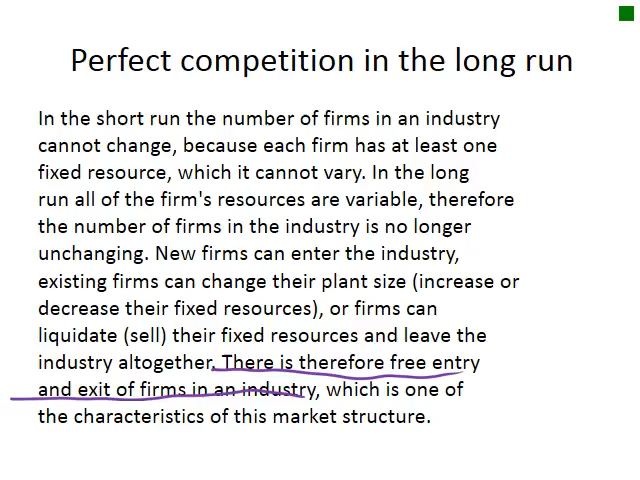 Perfect competition in the long run
In the short run the number of firms in an industry
cannot change, because each firm has at least one
fixed resource, which it cannot vary. In the long
run all of the firm's resources are variable, therefore
the number of firms in the industry is no longer
unchanging. New firms can enter the industry,
existing firms can change their plant size (increase or
decrease their fixed resources), or firms can
liquidate (sell) their fixed resources and leave the
industry altogether. There is therefore free entry
and exit of firms in an industry, which is one of
the characteristics of this market structure.